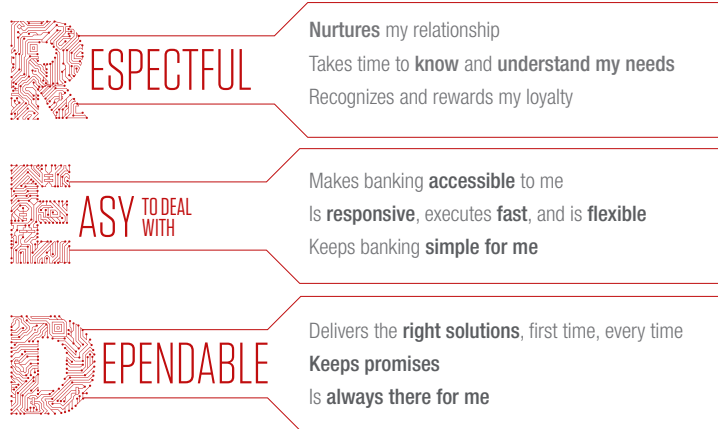 RESPECTFUL
Nurtures my relationship
Takes time to know and understand my needs
Recognizes and rewards my loyalty
EASY TO DEAL WITH
Makes banking accessible to me
Is responsive, executes fast, and is flexible
Keeps banking simple for me
DEPENDABLE
Delivers the right solutions, first time, every time
Keeps promises
Is always there for me